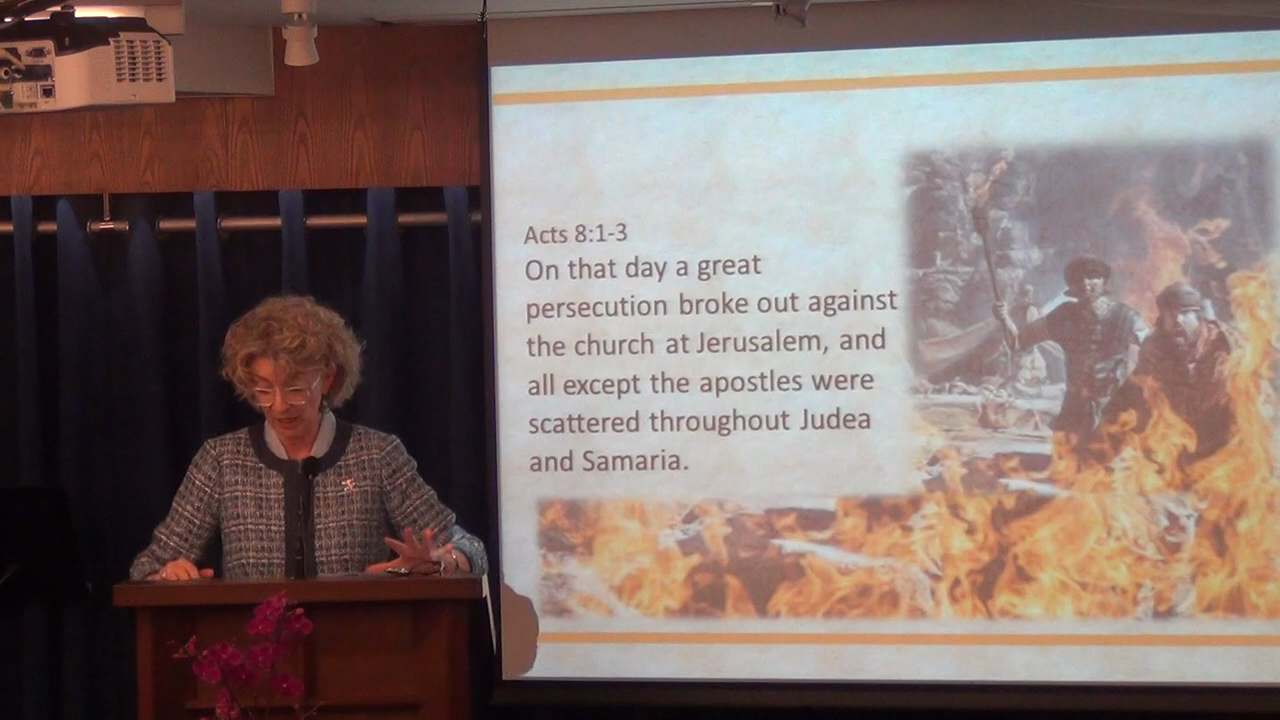 Acts 8:1-3
On that day a great
persecution broke out against
the church at Jerusalem, and
all except the apostles were
scattered throughout Judea
and Samaria.